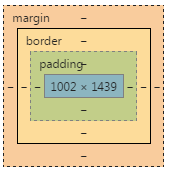 margin –
border –
padding–
– – – 1002 × 1439 – – –
–
–
–